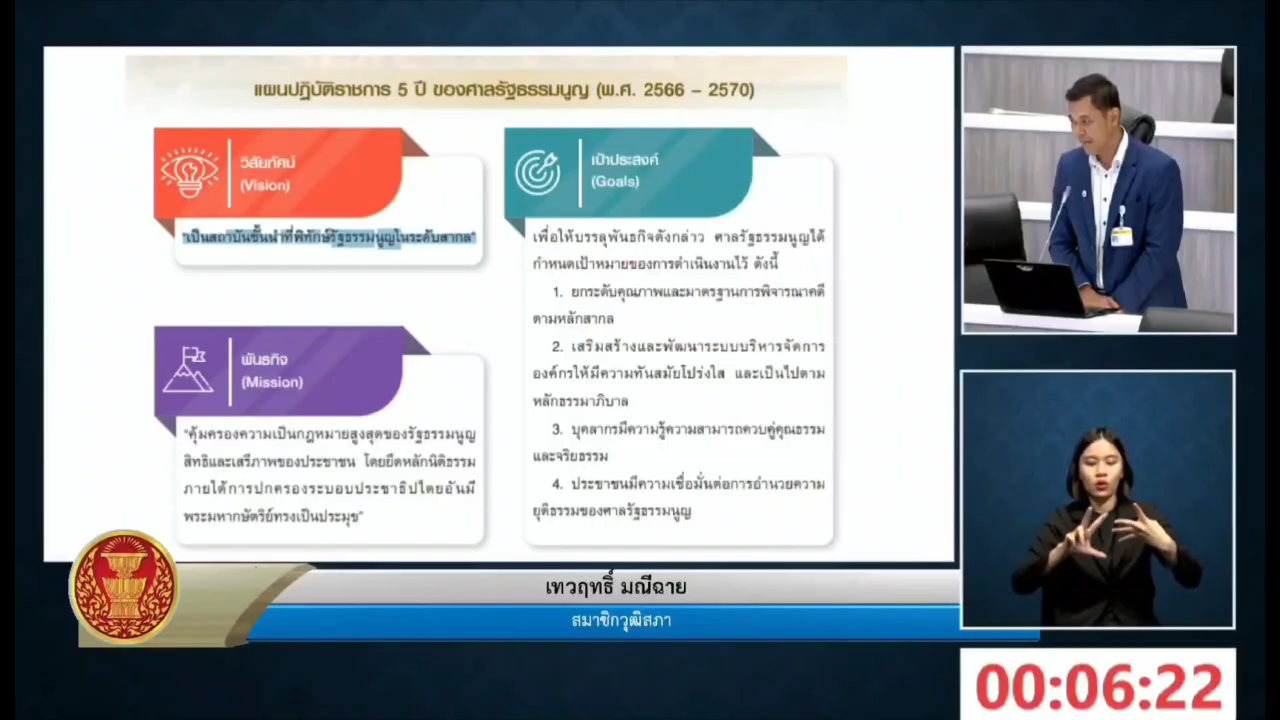 แผนปฏิบัติราชการ 5 ปี ของศาลรัฐธรรมนูญ (พ.ศ. 2566 – 2570)
วิสัยทัศน์
(Vision)
"เป็นสถาบันชั้นนำที่พิทักษ์รัฐธรรมนูญในระดับสากล"
พันธกิจ
(Mission)
"คุ้มครองความเป็นกฎหมายสูงสุดของรัฐธรรมนูญ
สิทธิและเสรีภาพของประชาชน โดยยึดหลักนิติธรรม
ภายใต้การปกครองระบอบประชาธิปไตยอันมี
พระมหากษัตริย์ทรงเป็นประมุข"
เป้าประสงค์
(Goals)
เพื่อให้บรรลุพันธกิจดังกล่าว ศาลรัฐธรรมนูญได้
กำหนดเป้าหมายของการดำเนินงานไว้ ดังนี้
1. ยกระดับคุณภาพและมาตรฐานการพิจารณาคดี
ตามหลักสากล
2. เสริมสร้างและพัฒนาระบบบริหารจัดการ
องค์กรให้มีความทันสมัยโปร่งใส และเป็นไปตาม
หลักธรรมาภิบาล
3. บุคลากรมีความรู้ความสามารถควบคู่คุณธรรม
และจริยธรรม
4. ประชาชนมีความเชื่อมั่นต่อการอำนวยความ
ยุติธรรมของศาลรัฐธรรมนูญ
เทวฤทธิ์ มณีฉาย
สมาชิกวุฒิสภา
00:06:22